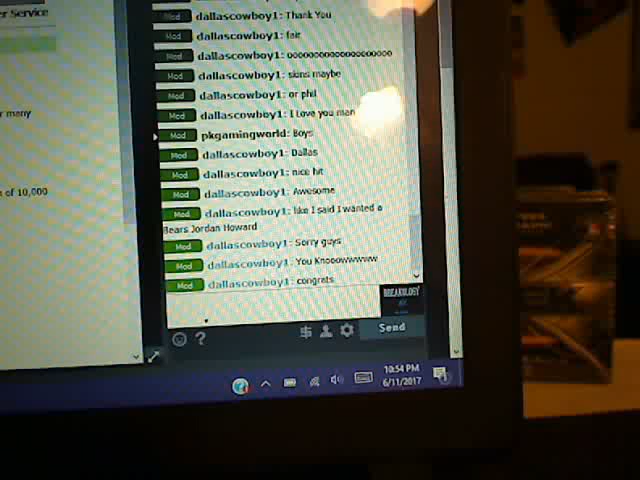 er Service
Mod dallascowboy1: Thank You
Mod dallascowboy1: fair
Mod dallascowboy1: oooooooooooooooooooo
Mod dallascowboy1: sions maybe
r many
Mod dallascowboy1: or phil
Mod dallascowboy1: I Love you man
Mod pkgamingworld: Boys
Mod dallascowboy1: Dallas
Mod dallascowboy1: nice hit
n of 10,000
Mod dallascowboy1: Awesome
Mod dallascowboy1: like I said I wanted a
Bears Jordan Howard
Mod dallascowboy1: Sorry guys
Mod dallascowboy1: You Knooowwwww
Mod dallascowboy1: congrats
BREAKOLOGY
Send
10:54 PM
6/11/2017